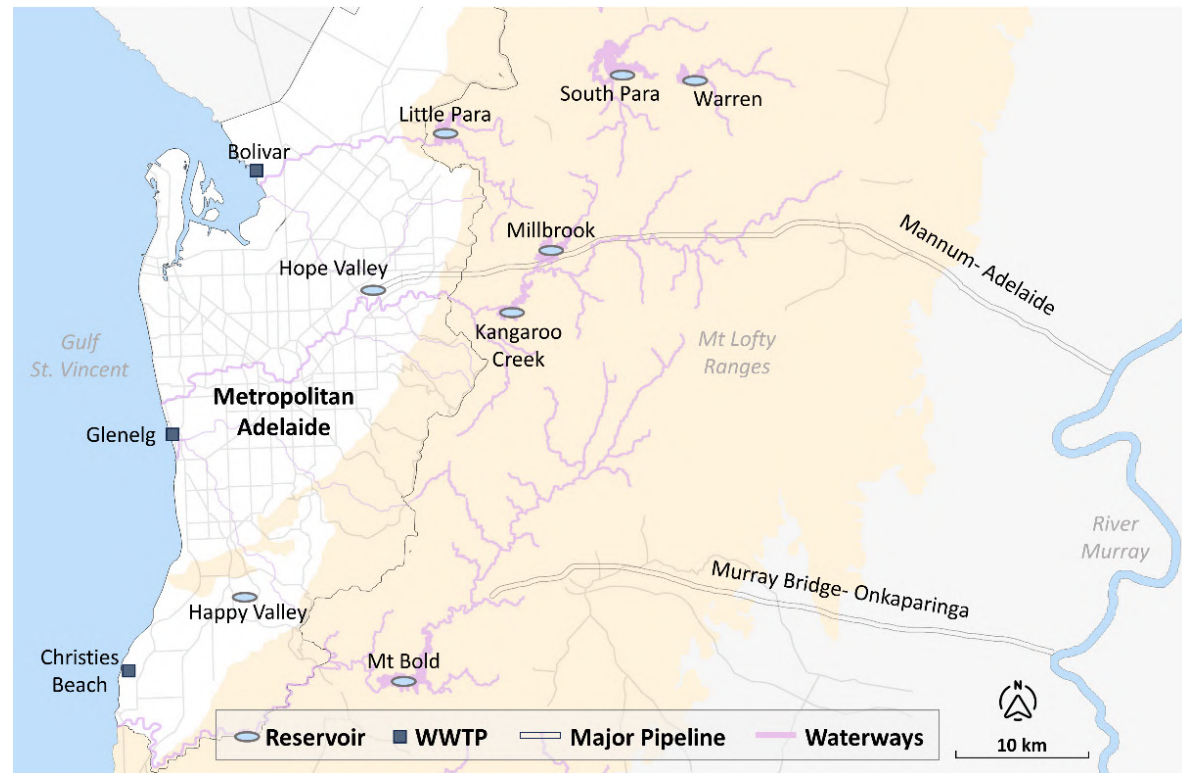 South Para
Warren
Little Para
Bolivar
Millbrook
Mannum- Adelaide
Hope Valley
Kangaroo
Creek
Gulf
St. Vincent
Mt Lofty
Ranges
Metropolitan
Adelaide
Glenelg
River
Murray
Murray Bridge- Onkaparinga
Happy Valley
Christies
Beach
Mt Bold
N
Reservoir
WWTP
Major Pipeline
Waterways
10 km